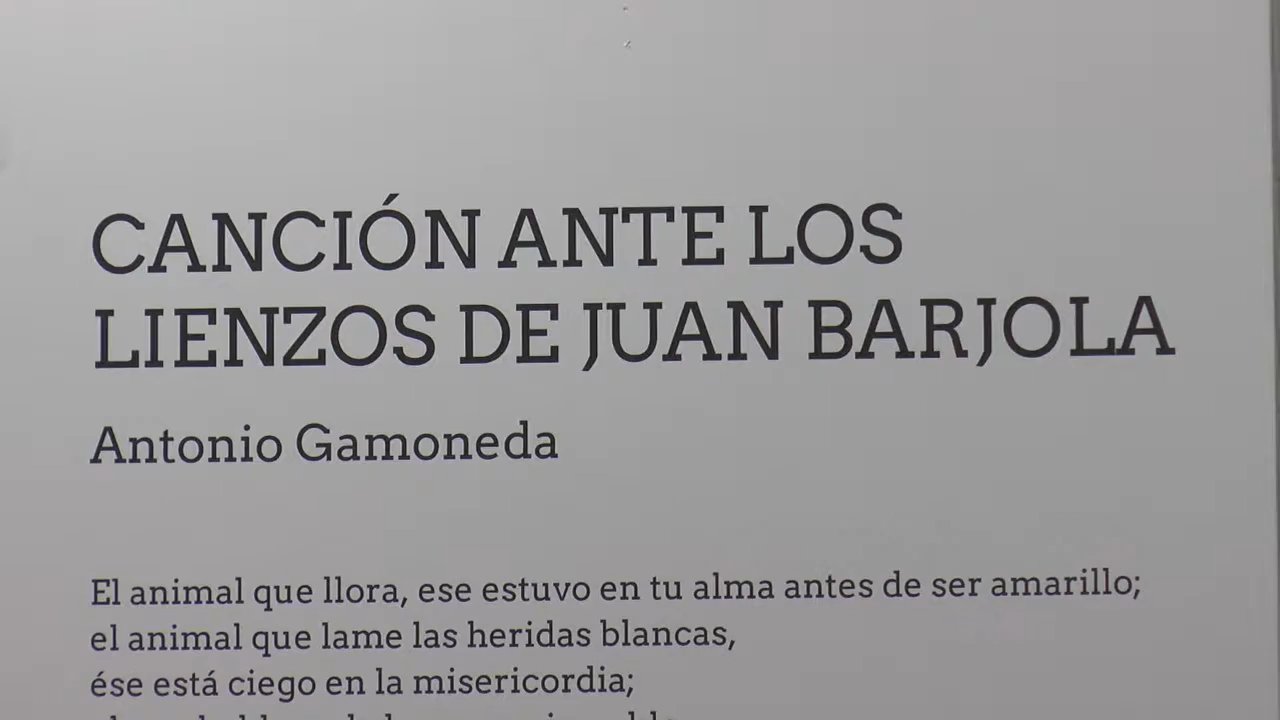 CANCIÓN ANTE LOS
LIENZOS DE JUAN BARJOLA
Antonio Gamoneda
El animal que llora, ese estuvo en tu alma antes de ser amarillo;
el animal que lame las heridas blancas,
ése está ciego en la misericordia;